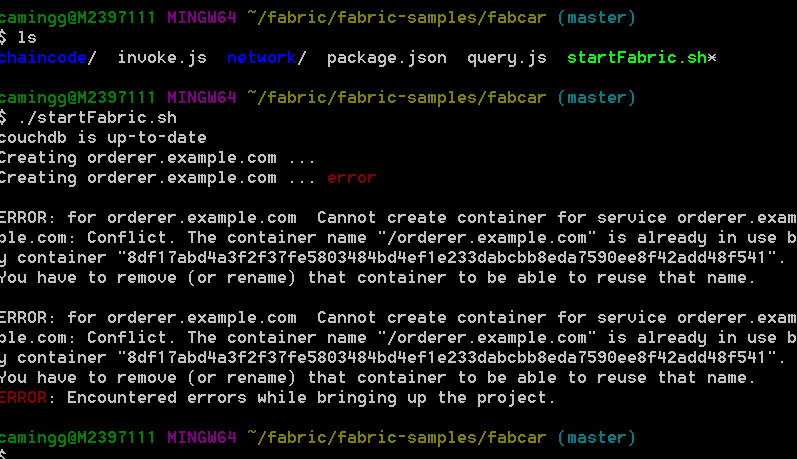 camingg@M2397111 MINGW64 ~/fabric/fabric-samples/fabcar (master)
$ ls
chaincode/  invoke.js  network/  package.json  query.js  startFabric.sh*
camingg@M2397111 MINGW64 ~/fabric/fabric-samples/fabcar (master)
$ ./startFabric.sh
couchdb is up-to-date
Creating orderer.example.com ...
Creating orderer.example.com ... error
ERROR: for orderer.example.com  Cannot create container for service orderer.exam
ple.com: Conflict. The container name "/orderer.example.com" is already in use b
y container "8df17abd4a3f2f37fe5803484bd4ef1e233dabcbb8eda7590ee8f42add48f541".
You have to remove (or rename) that container to be able to reuse that name.
ERROR: for orderer.example.com  Cannot create container for service orderer.exam
ple.com: Conflict. The container name "/orderer.example.com" is already in use b
y container "8df17abd4a3f2f37fe5803484bd4ef1e233dabcbb8eda7590ee8f42add48f541".
You have to remove (or rename) that container to be able to reuse that name.
ERROR: Encountered errors while bringing up the project.
camingg@M2397111 MINGW64 ~/fabric/fabric-samples/fabcar (master)
$